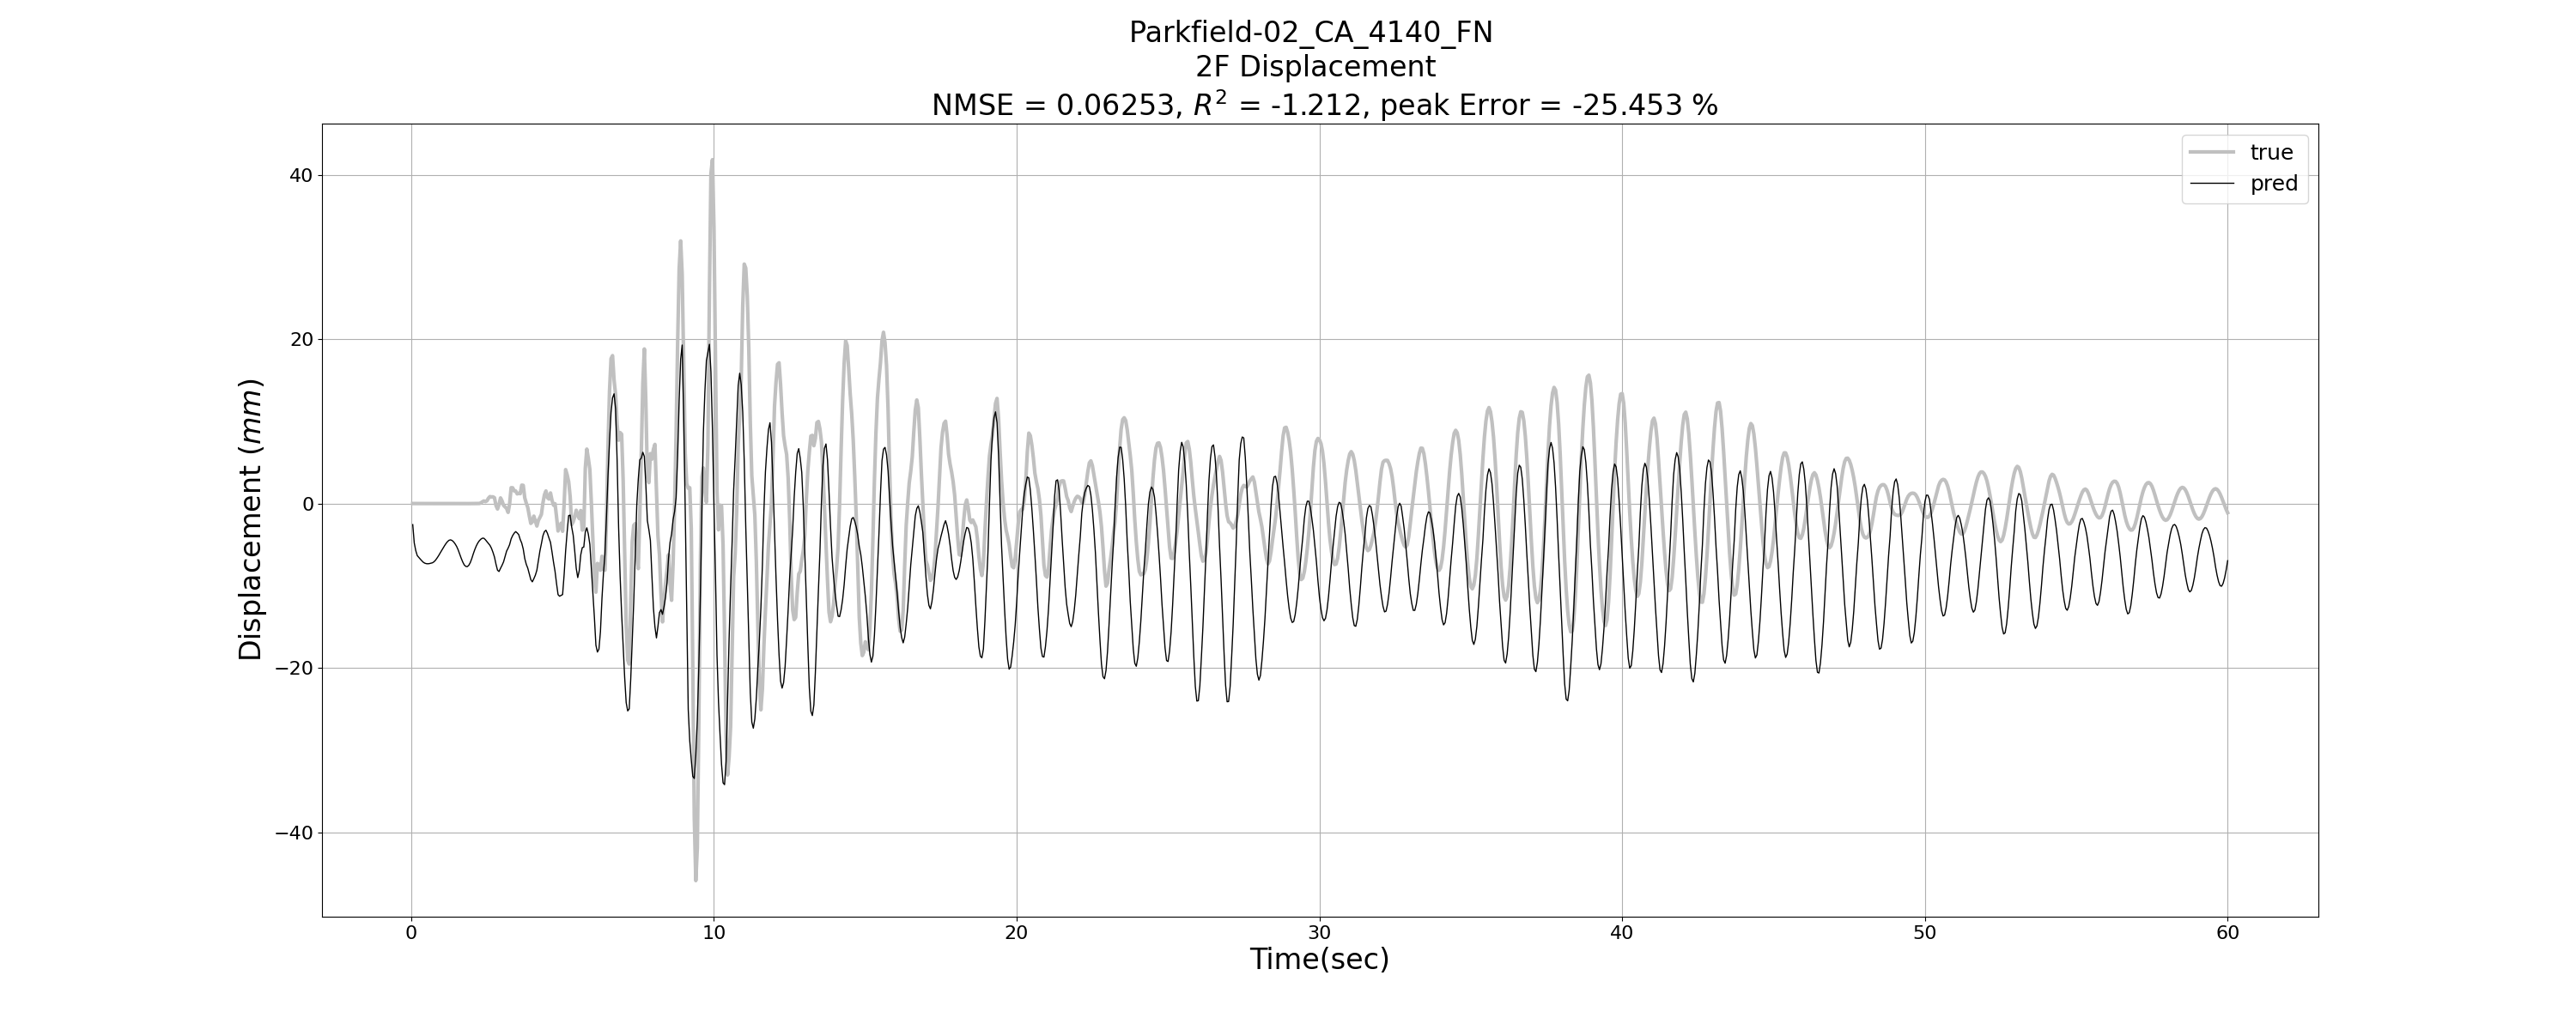 Parkfield-02_CA_4140_FN
2F Displacement
NMSE = 0.06253, R² = -1.212, peak Error = -25.453 %
true
pred
Displacement (mm)
40
20
0
−20
−40
0 10 20 30 40 50 60
Time(sec)